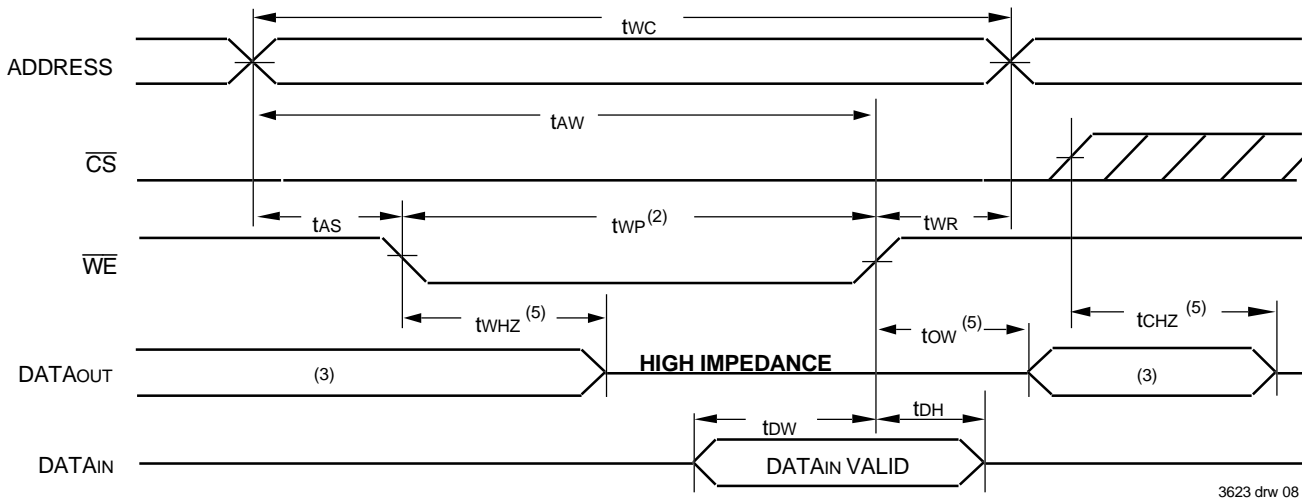 tWC
ADDRESS
tAW
CS
tAS
tWP(2)
tWR
WE
tWHZ (5)
tOW (5)
tCHZ (5)
DATAOUT
(3)
HIGH IMPEDANCE
(3)
tDW
tDH
DATAIN
DATAIN VALID
3623 drw 08